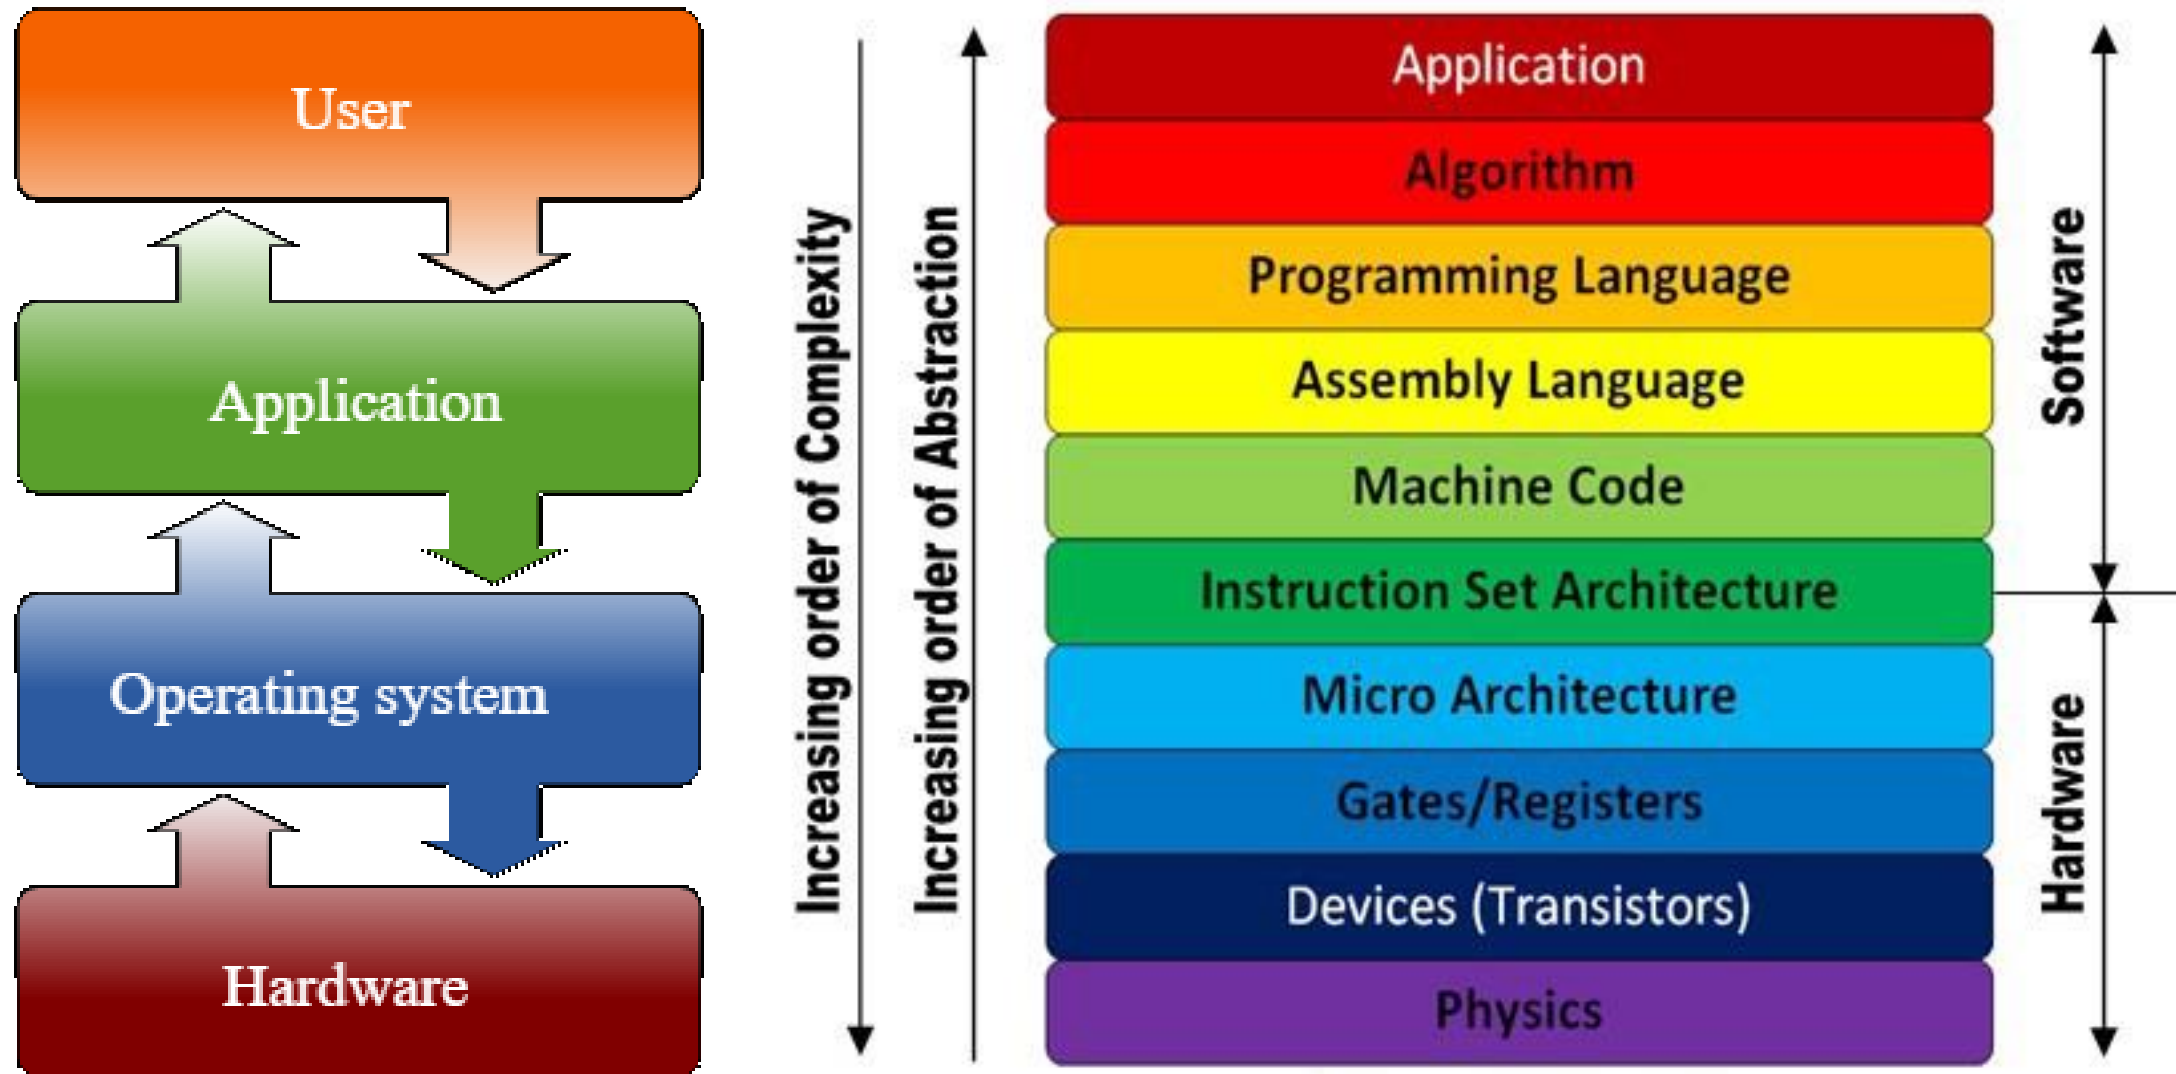 User
Application
Operating system
Hardware
Increasing order of Complexity
Increasing order of Abstraction
Application
Algorithm
Programming Language
Assembly Language
Machine Code
Instruction Set Architecture
Micro Architecture
Gates/Registers
Devices (Transistors)
Physics
Software
Hardware